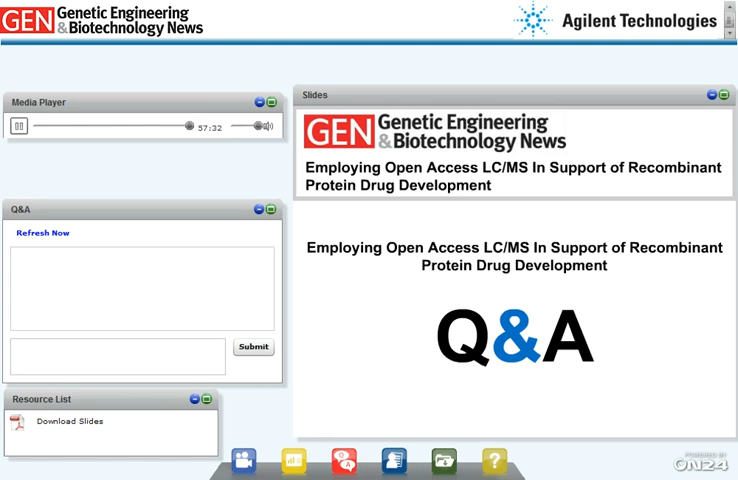 GEN Genetic Engineering
&Biotechnology News
Agilent Technologies
Media Player
57:32
Q&A
Refresh Now
Submit
Resource List
Download Slides
Slides
GEN Genetic Engineering
&Biotechnology News
Employing Open Access LC/MS In Support of Recombinant
Protein Drug Development
Employing Open Access LC/MS In Support of Recombinant
Protein Drug Development
Q&A
Q
A
?
POWERED BY
ON24